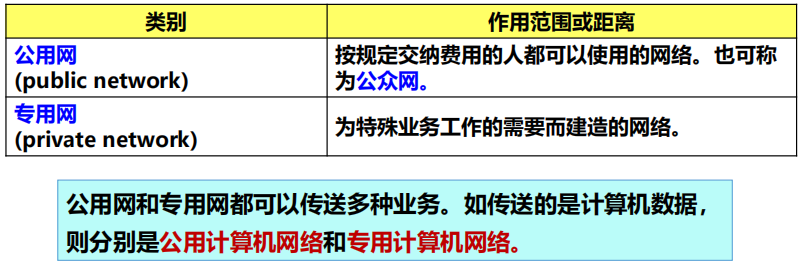 类别
作用范围或距离
公用网
(public network)
按规定交纳费用的人都可以使用的网络。也可称
为公众网。
专用网
(private network)
为特殊业务工作的需要而建造的网络。
公用网和专用网都可以传送多种业务。如传送的是计算机数据，
则分别是公用计算机网络和专用计算机网络。